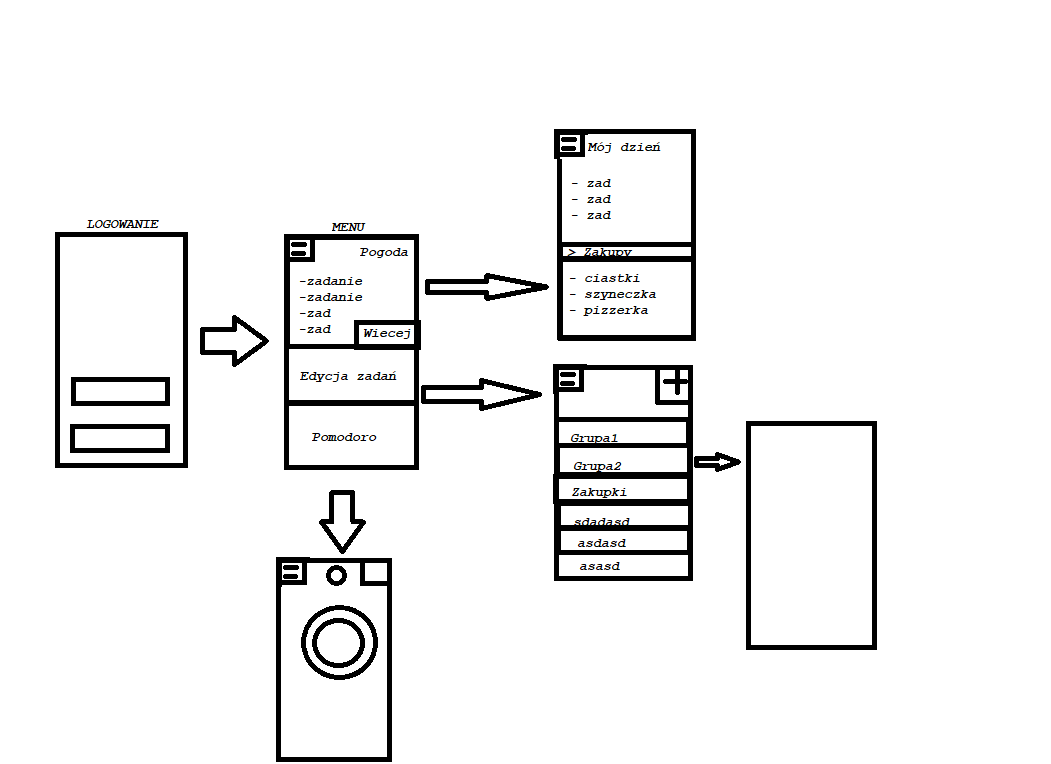 LOGOWANIE
MENU
Pogoda
-zadanie
-zadanie
-zad
-zad
Wiecej
Edycja zadań
Pomodoro
Mój dzień
- zad
- zad
- zad
> Zakupy
- ciastki
- szyneczka
- pizzerka
Grupa1
Grupa2
Zakupki
sdadasd
asdasd
asasd